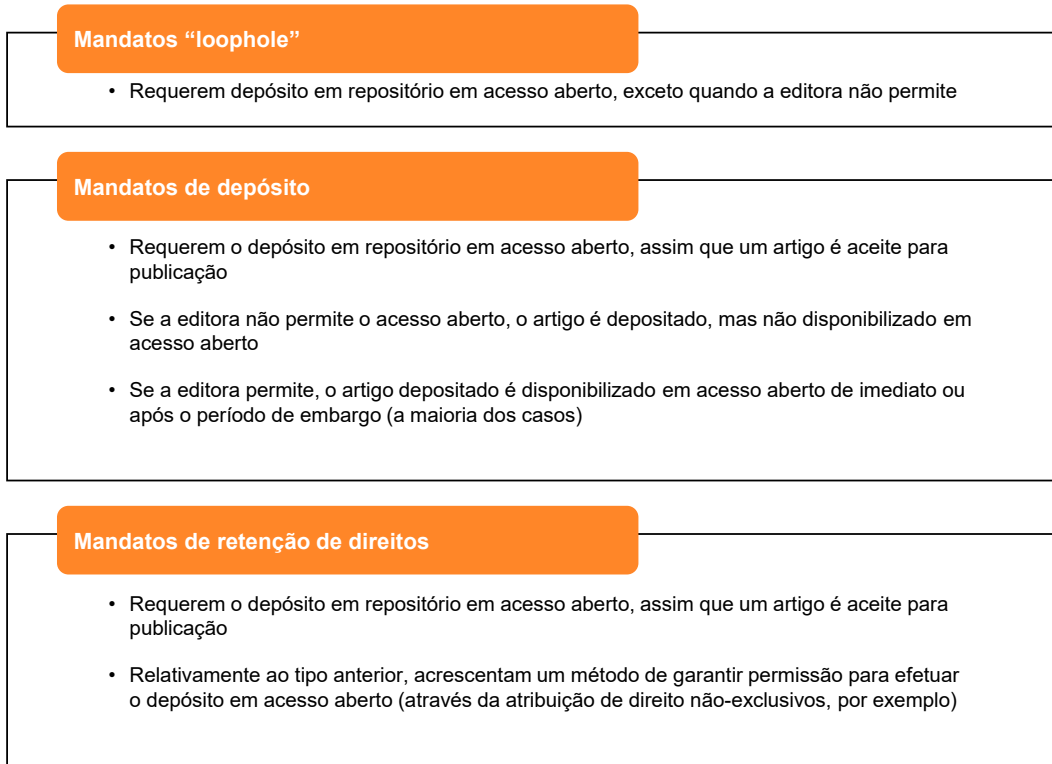 Mandatos “loophole”
• Requerem depósito em repositório em acesso aberto, exceto quando a editora não permite
Mandatos de depósito
• Requerem o depósito em repositório em acesso aberto, assim que um artigo é aceite para
publicação
• Se a editora não permite o acesso aberto, o artigo é depositado, mas não disponibilizado em
acesso aberto
• Se a editora permite, o artigo depositado é disponibilizado em acesso aberto de imediato ou
após o período de embargo (a maioria dos casos)
Mandatos de retenção de direitos
• Requerem o depósito em repositório em acesso aberto, assim que um artigo é aceite para
publicação
• Relativamente ao tipo anterior, acrescentam um método de garantir permissão para efetuar
o depósito em acesso aberto (através da atribuição de direito não-exclusivos, por exemplo)